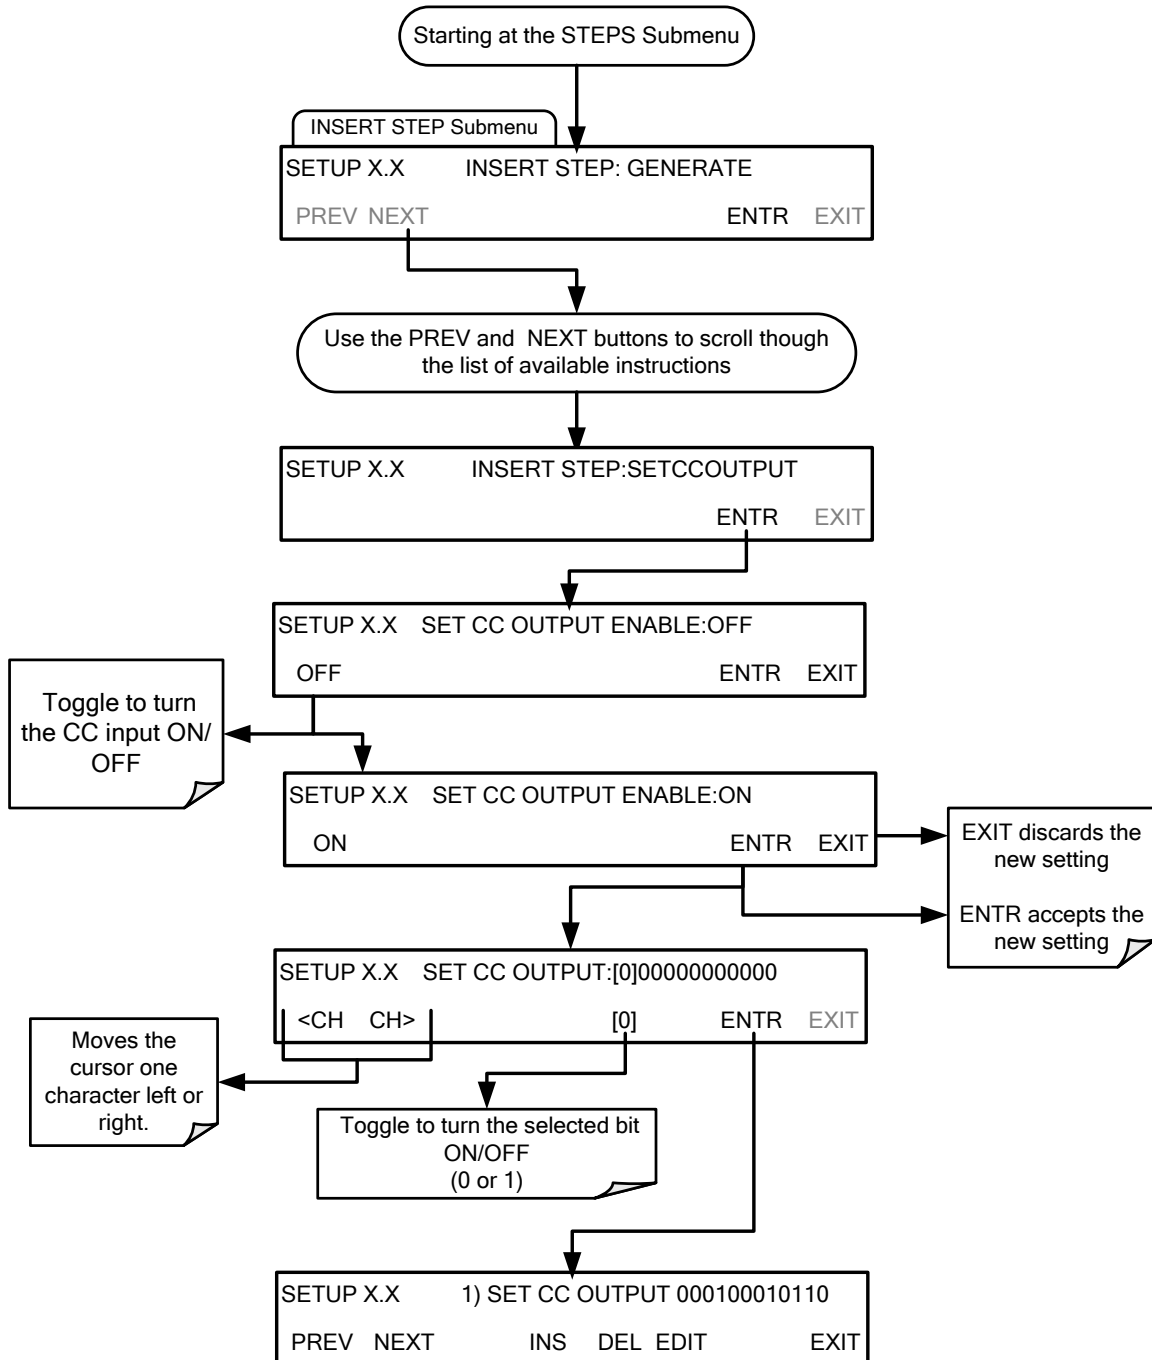 Starting at the STEPS Submenu
INSERT STEP Submenu
SETUP X.X INSERT STEP: GENERATE
PREV NEXT ENTR EXIT
Use the PREV and NEXT buttons to scroll though
the list of available instructions
SETUP X.X INSERT STEP:SETCCOUTPUT
ENTR EXIT
SETUP X.X SET CC OUTPUT ENABLE:OFF
OFF ENTR EXIT
Toggle to turn
the CC input ON/
OFF
SETUP X.X SET CC OUTPUT ENABLE:ON
ON ENTR EXIT
EXIT discards the
new setting
ENTR accepts the
new setting
SETUP X.X SET CC OUTPUT:[0]00000000000
<CH CH> [0] ENTR EXIT
Moves the
cursor one
character left or
right.
Toggle to turn the selected bit
ON/OFF
(0 or 1)
SETUP X.X 1) SET CC OUTPUT 000100010110
PREV NEXT INS DEL EDIT EXIT